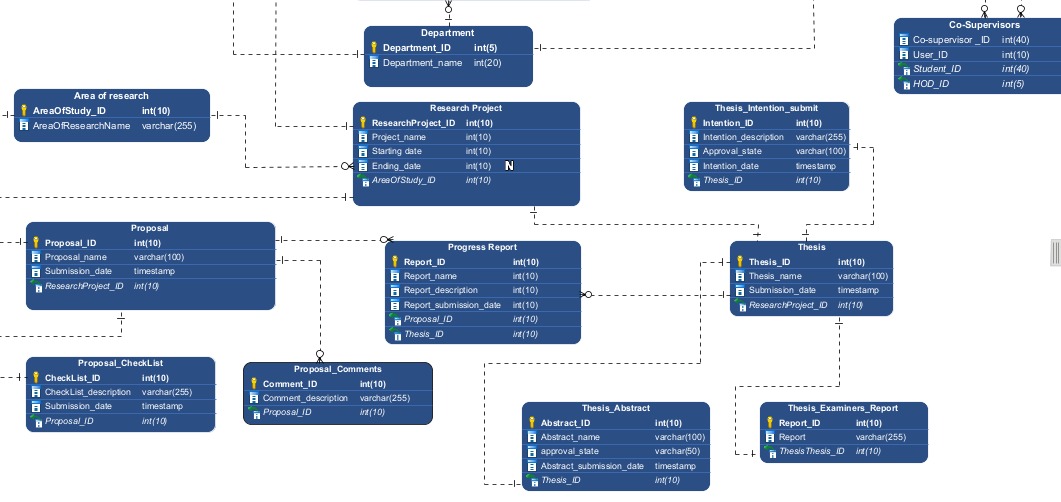 Department
Department_ID int(5)
Department_name int(20)
Co-Supervisors
Co-supervisor _ID int(40)
User_ID int(10)
Student_ID int(40)
HOD_ID int(5)
Area of research
AreaOfStudy_ID int(10)
AreaOfResearchName varchar(255)
Research Project
ResearchProject_ID int(10)
Project_name int(10)
Starting date int(10)
Ending_date int(10) N
AreaOfStudy_ID int(10)
Thesis_Intention_submit
Intention_ID int(10)
Intention_description varchar(255)
Approval_state varchar(100)
Intention_date timestamp
Thesis_ID int(10)
Proposal
Proposal_ID int(10)
Proposal_name varchar(100)
Submission_date timestamp
ResearchProject_ID int(10)
Progress Report
Report_ID int(10)
Report_name int(10)
Report_description int(10)
Report_submission_date int(10)
Proposal_ID int(10)
Thesis_ID int(10)
Thesis
Thesis_ID int(10)
Thesis_name varchar(100)
Submission_date timestamp
ResearchProject_ID int(10)
Proposal_CheckList
CheckList_ID int(10)
CheckList_description varchar(255)
Submission_date timestamp
Proposal_ID int(10)
Proposal_Comments
Comment_ID int(10)
Comment_description varchar(255)
Proposal_ID int(10)
Thesis_Abstract
Abstract_ID int(10)
Abstract_name varchar(100)
approval_state varchar(50)
Abstract_submission_date timestamp
Thesis_ID int(10)
Thesis_Examiners_Report
Report_ID int(10)
Report varchar(255)
ThesisThesis_ID int(10)